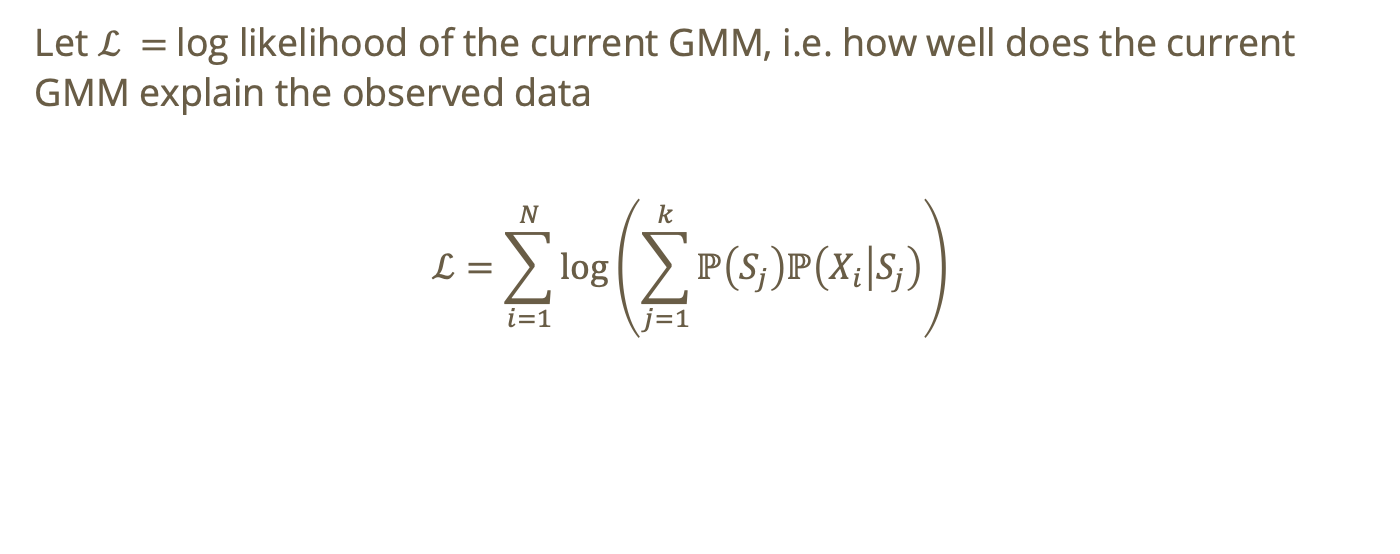 Let ℒ = log likelihood of the current GMM, i.e. how well does the current
GMM explain the observed data
ℒ = ∑_{i=1}^{N} log(∑_{j=1}^{k} ℙ(S_j)ℙ(X_i|S_j))